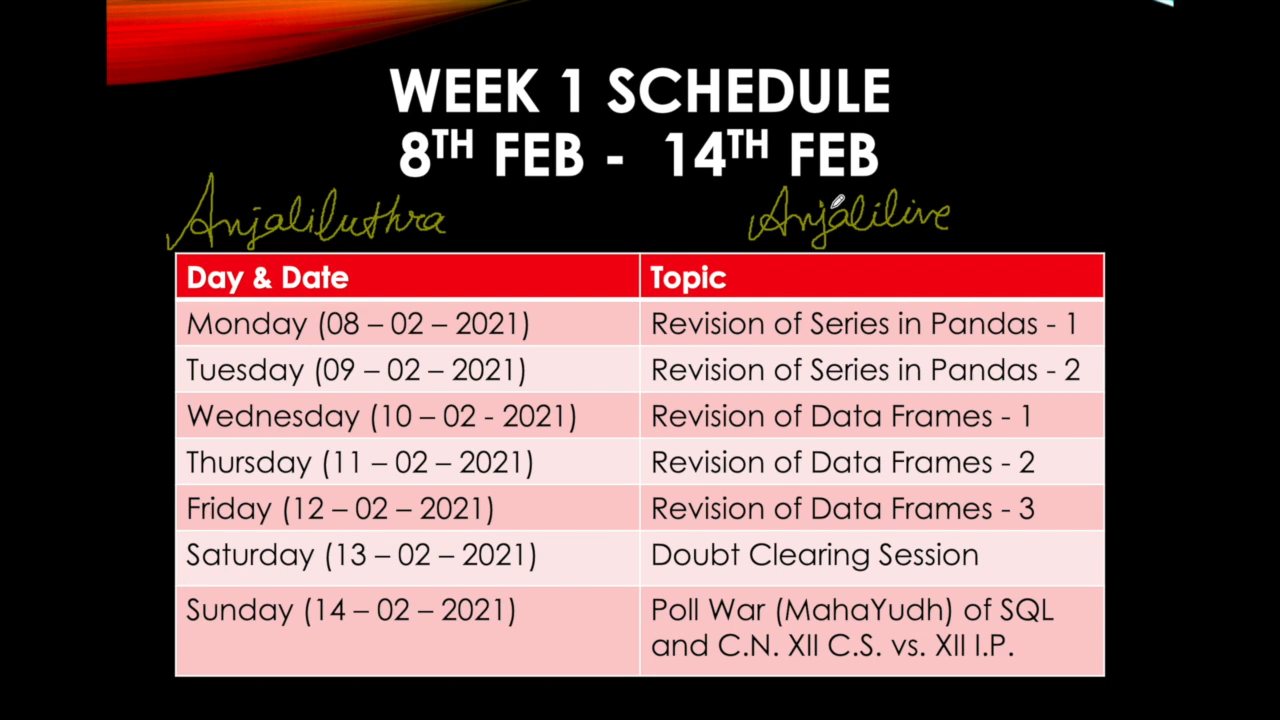 WEEK 1 SCHEDULE
8TH FEB - 14TH FEB
Anjaliluthra Anjalilive
Day & Date Topic
Monday (08 – 02 – 2021) Revision of Series in Pandas - 1
Tuesday (09 – 02 – 2021) Revision of Series in Pandas - 2
Wednesday (10 – 02 - 2021) Revision of Data Frames - 1
Thursday (11 – 02 – 2021) Revision of Data Frames - 2
Friday (12 – 02 – 2021) Revision of Data Frames - 3
Saturday (13 – 02 – 2021) Doubt Clearing Session
Sunday (14 – 02 – 2021) Poll War (MahaYudh) of SQL
and C.N. XII C.S. vs. XII I.P.